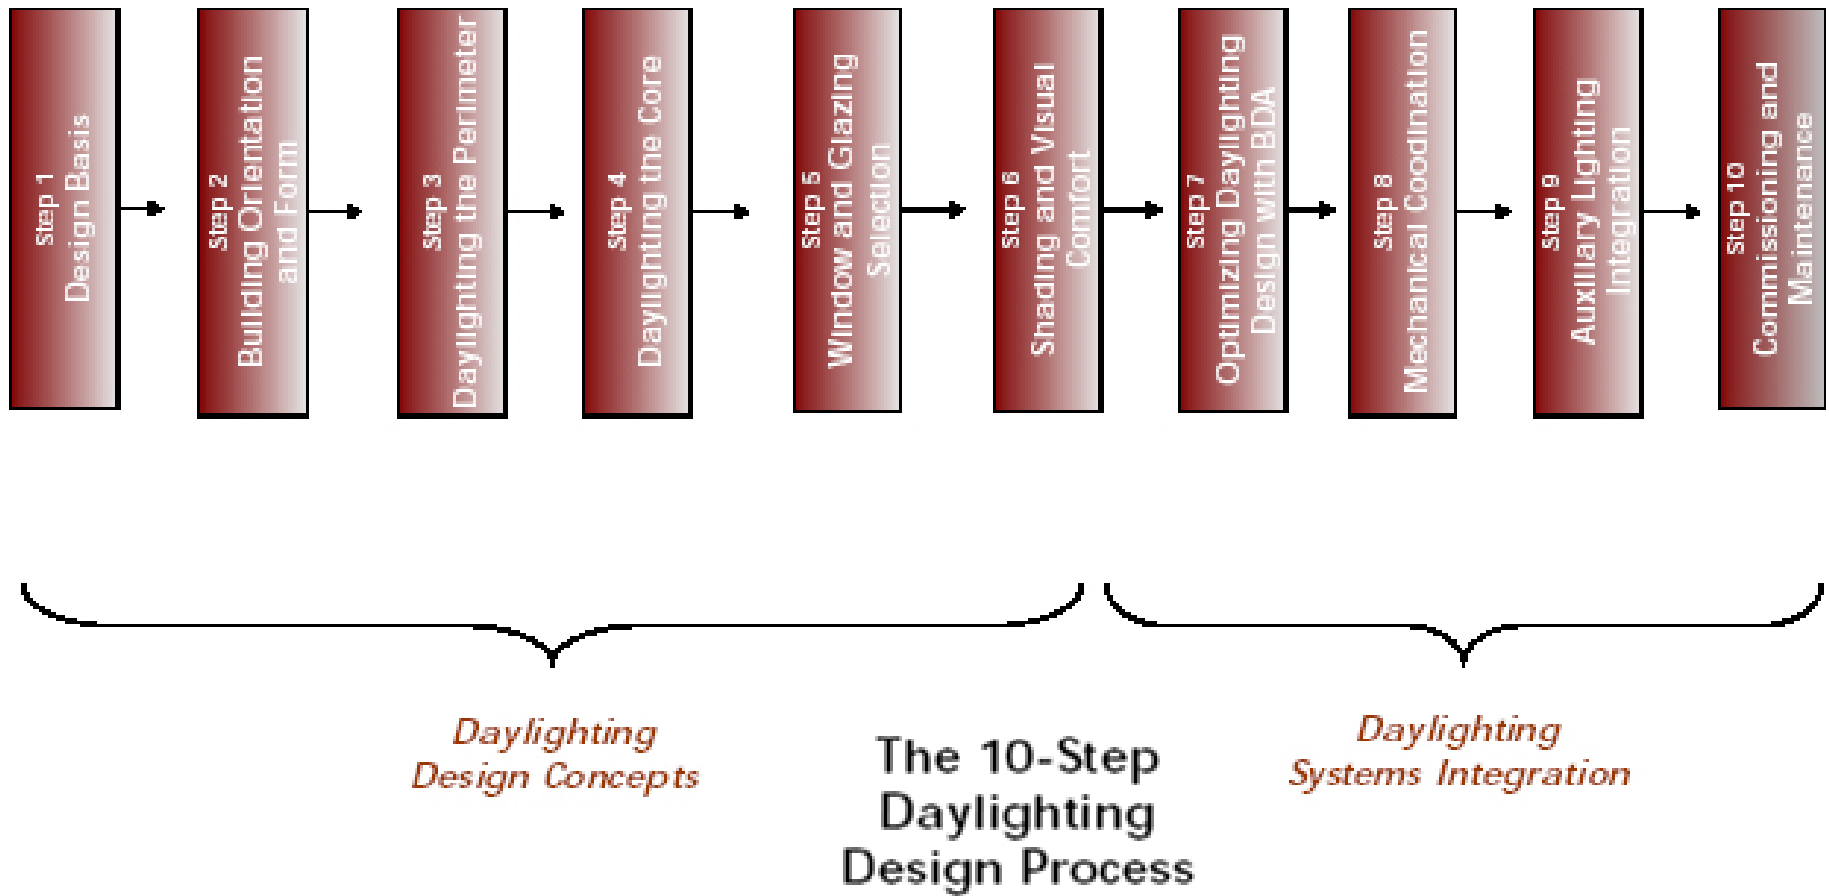 Step 1
Design Basis
Step 2
Building Orientation
and Form
Step 3
Daylighting the Perimeter
Step 4
Daylighting the Core
Step 5
Window and Glazing
Selection
Step 6
Shading and Visual
Comfort
Step 7
Optimizing Daylighting
Design with BDA
Step 8
Mechanical Coodination
Step 9
Auxiliary Lighting
Integration
Step 10
Commissioning and
Maintenance
Daylighting
Design Concepts
The 10-Step
Daylighting
Design Process
Daylighting
Systems Integration